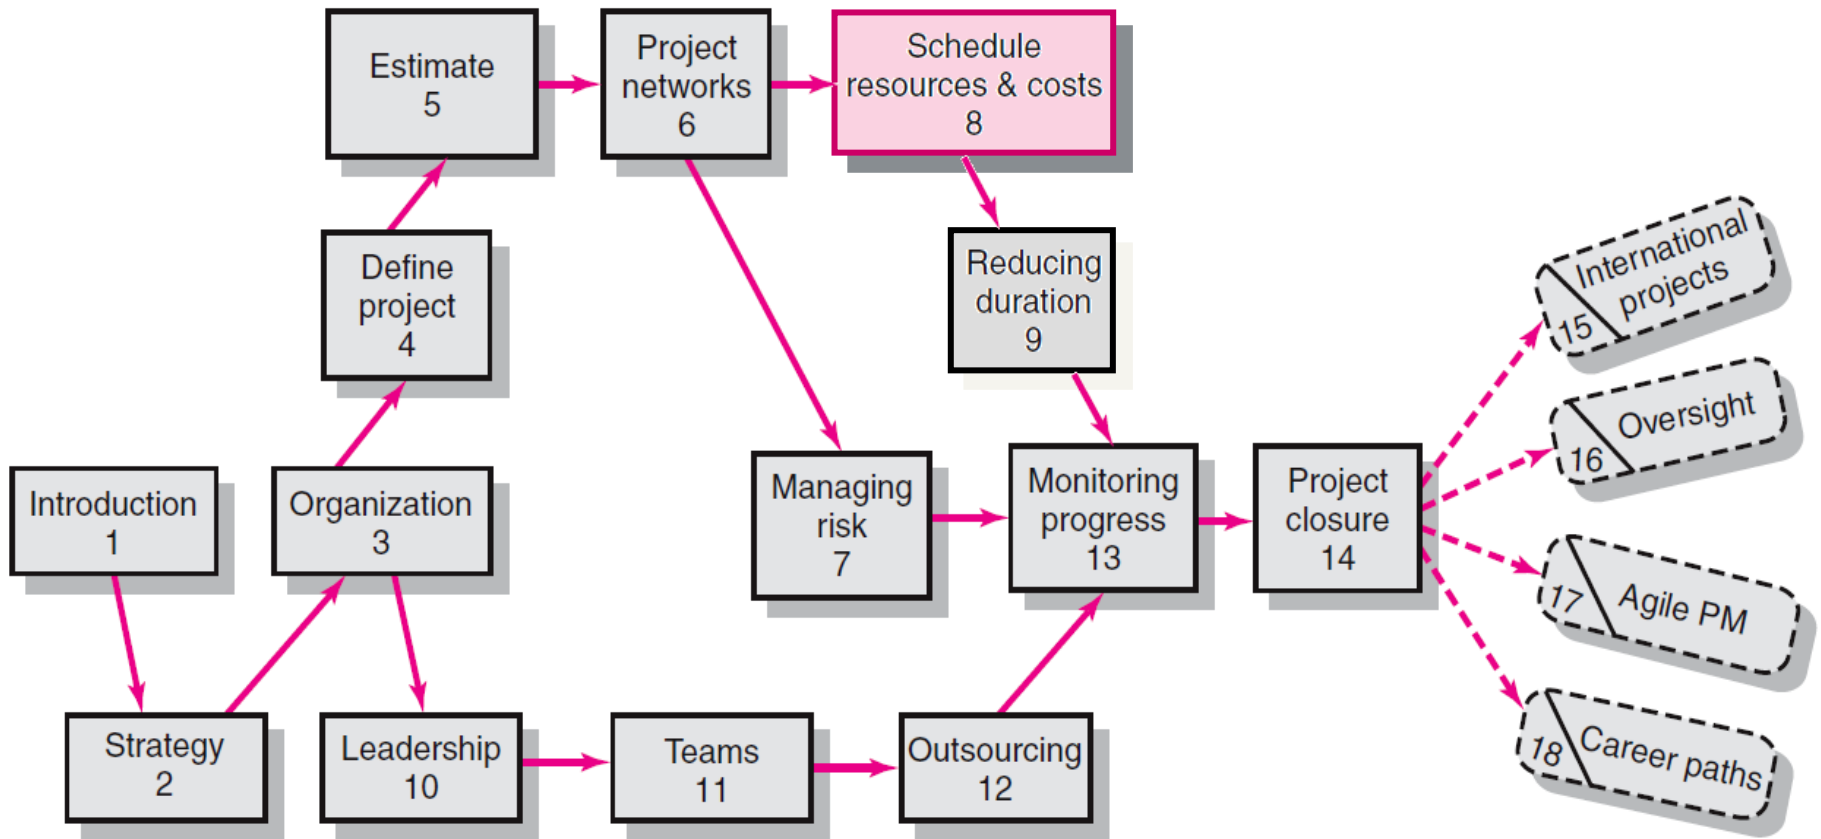 Estimate
5
Project
networks
6
Schedule
resources & costs
8
Define
project
4
Reducing
duration
9
International
projects
15
Oversight
16
Introduction
1
Organization
3
Managing
risk
7
Monitoring
progress
13
Project
closure
14
Agile PM
17
Strategy
2
Leadership
10
Teams
11
Outsourcing
12
Career paths
18